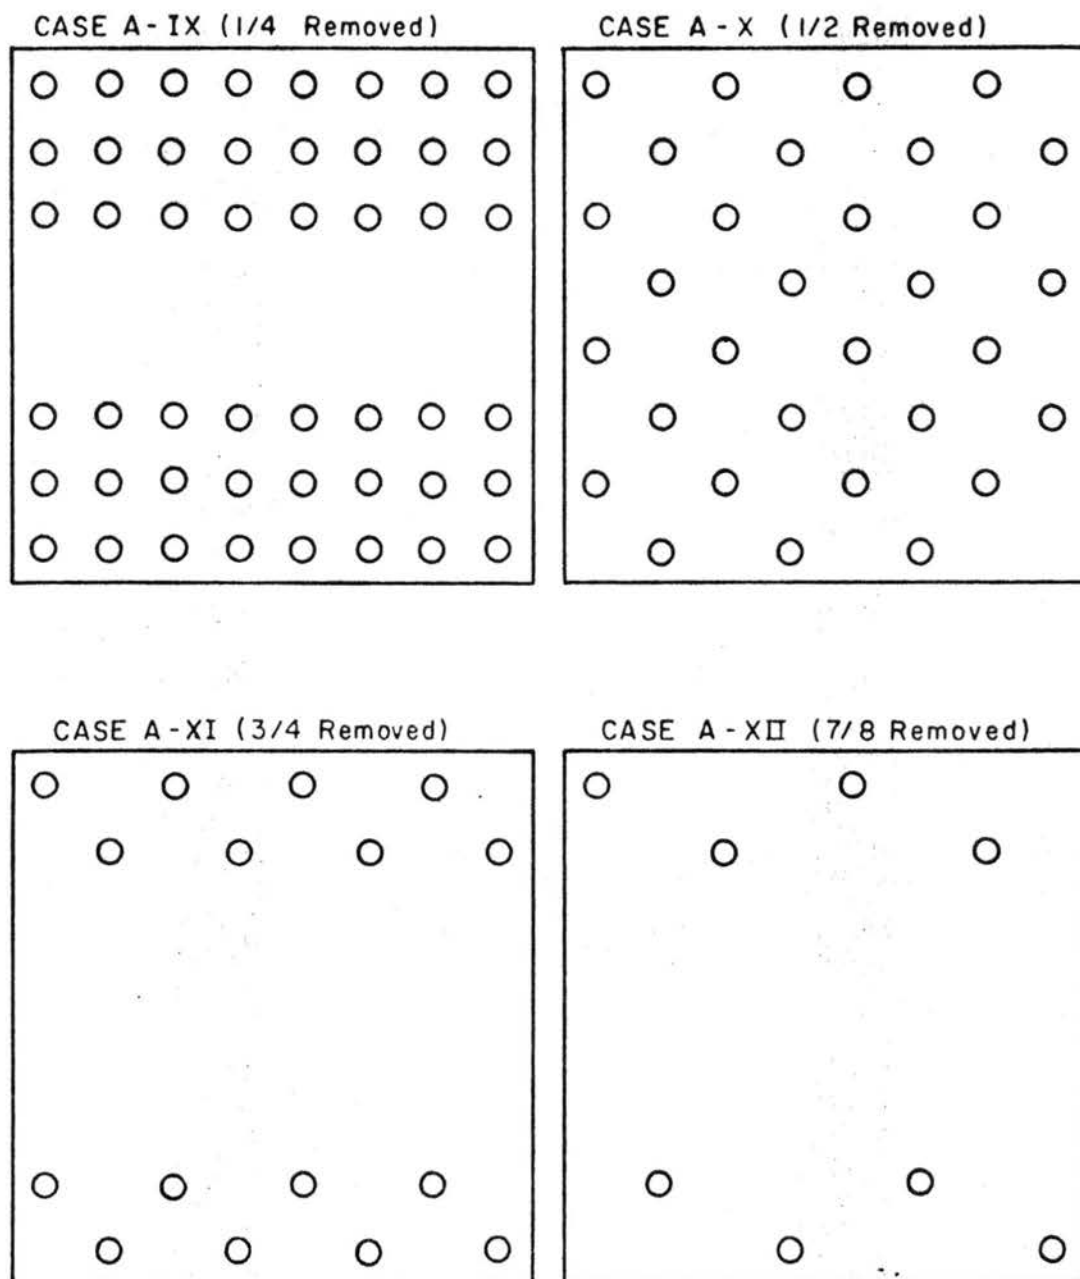 CASE A-IX (1/4 Removed)
CASE A-X (1/2 Removed)
CASE A-XI (3/4 Removed)
CASE A-XII (7/8 Removed)